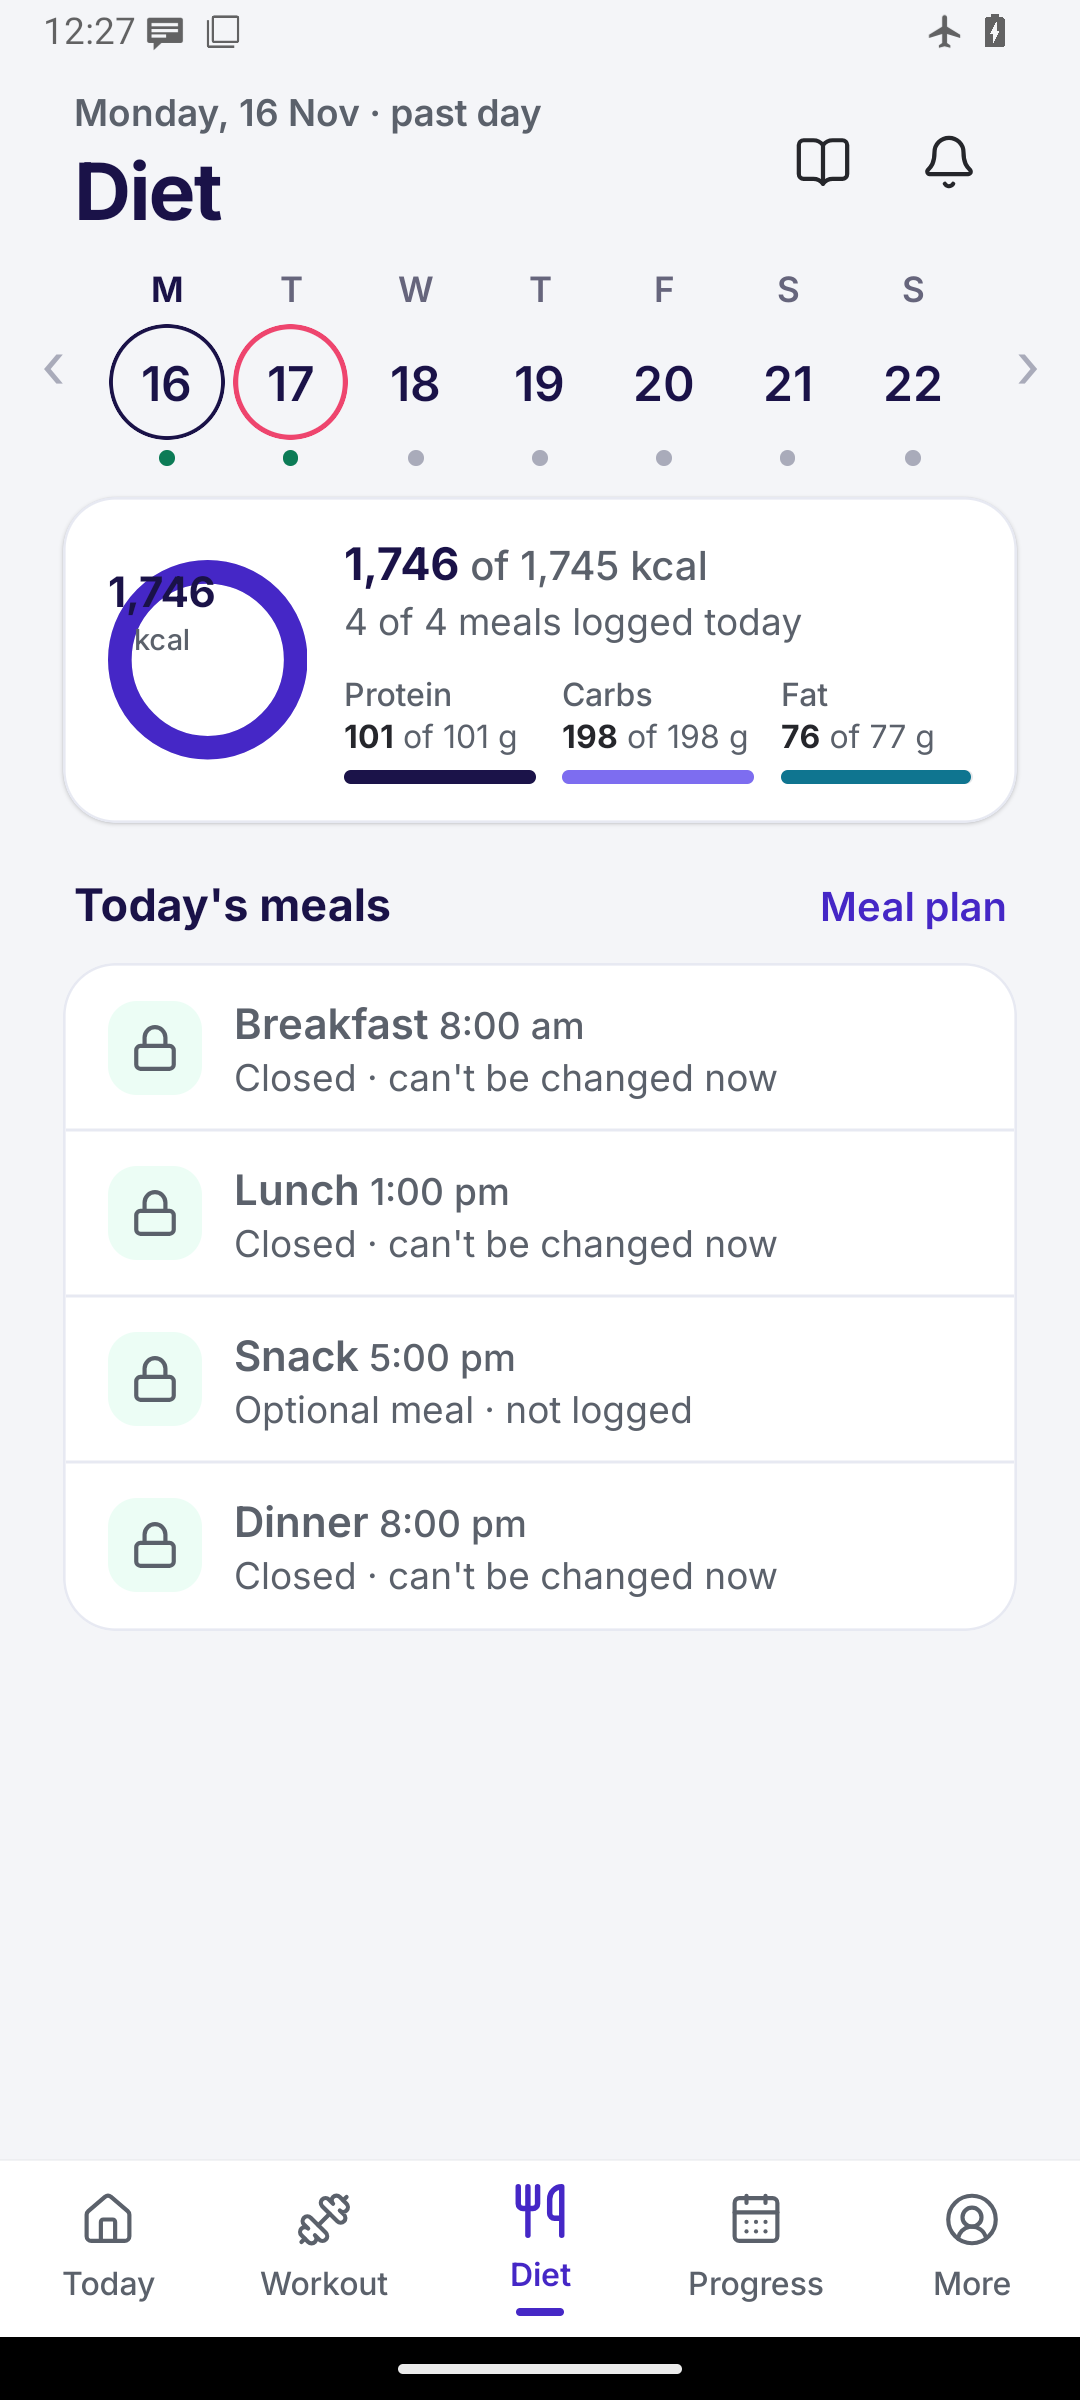 12:27
Monday, 16 Nov · past day
Diet
M T W T F S S
16 17 18 19 20 21 22
1,746
kcal
1,746 of 1,745 kcal
4 of 4 meals logged today
Protein Carbs Fat
101 of 101 g 198 of 198 g 76 of 77 g
Today's meals Meal plan
Breakfast 8:00 am
Closed · can't be changed now
Lunch 1:00 pm
Closed · can't be changed now
Snack 5:00 pm
Optional meal · not logged
Dinner 8:00 pm
Closed · can't be changed now
Today Workout Diet Progress More